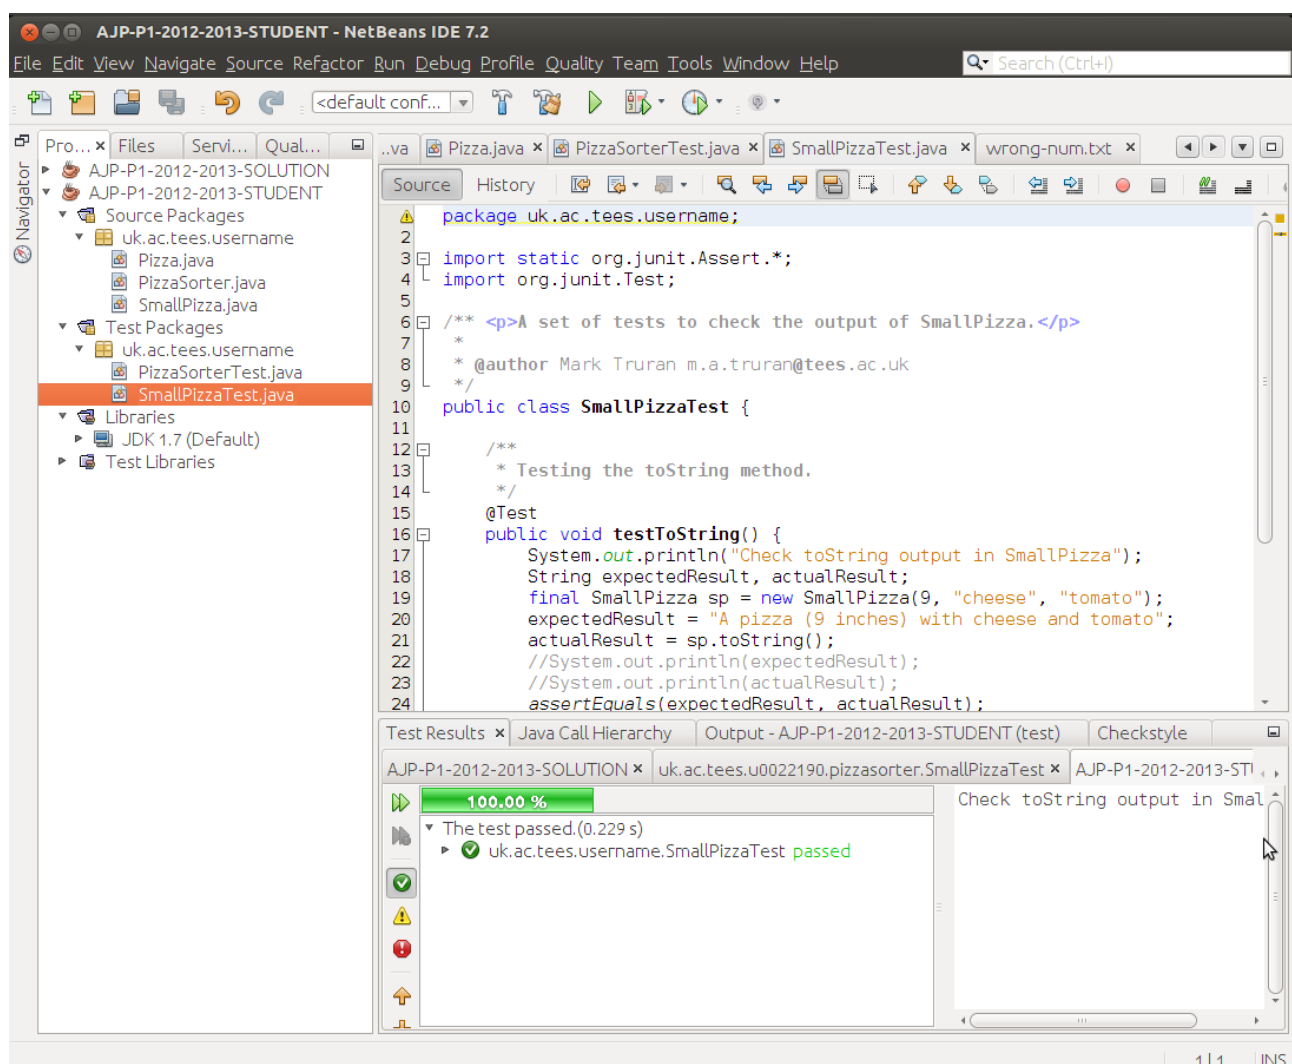 AJP-P1-2012-2013-STUDENT - NetBeans IDE 7.2
File Edit View Navigate Source Refactor Run Debug Profile Quality Team Tools Window Help
Search (Ctrl+I)
<default conf...
Navigator
Pro... Files Servi... Qual...
AJP-P1-2012-2013-SOLUTION
AJP-P1-2012-2013-STUDENT
Source Packages
uk.ac.tees.username
Pizza.java
PizzaSorter.java
SmallPizza.java
Test Packages
uk.ac.tees.username
PizzaSorterTest.java
SmallPizzaTest.java
Libraries
JDK 1.7 (Default)
Test Libraries
..va Pizza.java PizzaSorterTest.java SmallPizzaTest.java wrong-num.txt
Source History
package uk.ac.tees.username;
2
3 import static org.junit.Assert.*;
4 import org.junit.Test;
5
6 /** <p>A set of tests to check the output of SmallPizza.</p>
7 *
8 * @author Mark Truran m.a.truran@tees.ac.uk
9 */
10 public class SmallPizzaTest {
11
12 /**
13 * Testing the toString method.
14 */
15 @Test
16 public void testToString() {
17 System.out.println("Check toString output in SmallPizza");
18 String expectedResult, actualResult;
19 final SmallPizza sp = new SmallPizza(9, "cheese", "tomato");
20 expectedResult = "A pizza (9 inches) with cheese and tomato";
21 actualResult = sp.toString();
22 //System.out.println(expectedResult);
23 //System.out.println(actualResult);
24 assertEquals(expectedResult, actualResult);
Test Results Java Call Hierarchy Output - AJP-P1-2012-2013-STUDENT (test) Checkstyle
AJP-P1-2012-2013-SOLUTION uk.ac.tees.u0022190.pizzasorter.SmallPizzaTest AJP-P1-2012-2013-STU
100.00 %
The test passed.(0.229 s)
uk.ac.tees.username.SmallPizzaTest passed
Check toString output in Smal
1 | 1 INS